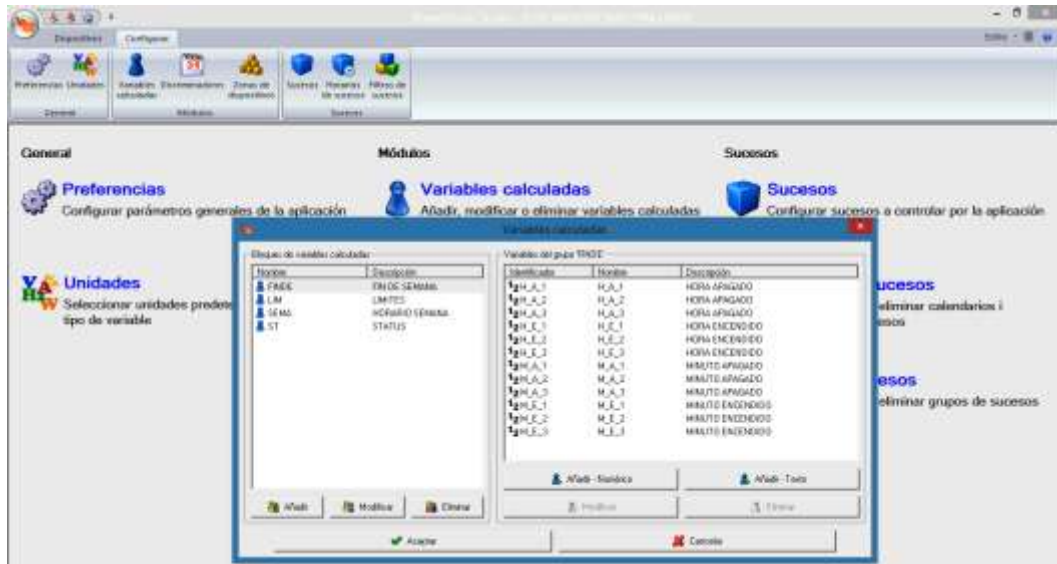 Dispositivos Configurar
Preferencias Unidades Variables calculadas Discriminadores Zonas de dispositivos Sucesos Horarios de sucesos Filtros de sucesos
General Módulos Sucesos
General Módulos Sucesos
Preferencias Variables calculadas Sucesos
Configurar parámetros generales de la aplicación Añadir, modificar o eliminar variables calculadas Configurar sucesos a controlar por la aplicación
Variables calculadas
Bloques de variables calculadas Variables del grupo 'FINDE'
Nombre Descripción Identificador Nombre Descripción
FINDE FIN DE SEMANA H_A_1 H_A_1 HORA APAGADO
LIM LIMITES H_A_2 H_A_2 HORA APAGADO
SEMA HORARIO SEMANA H_A_3 H_A_3 HORA APAGADO
ST STATUS H_E_1 H_E_1 HORA ENCENDIDO
H_E_2 H_E_2 HORA ENCENDIDO
H_E_3 H_E_3 HORA ENCENDIDO
M_A_1 M_A_1 MINUTO APAGADO
M_A_2 M_A_2 MINUTO APAGADO
M_A_3 M_A_3 MINUTO APAGADO
M_E_1 M_E_1 MINUTO ENCENDIDO
M_E_2 M_E_2 MINUTO ENCENDIDO
M_E_3 M_E_3 MINUTO ENCENDIDO
Unidades ucesos
Seleccionar unidades predete eliminar calendarios i
tipo de variable esos
esos
eliminar grupos de sucesos
Añadir - Numérica Añadir - Texto
Añadir Modificar Eliminar Modificar Eliminar
Aceptar Cancelar